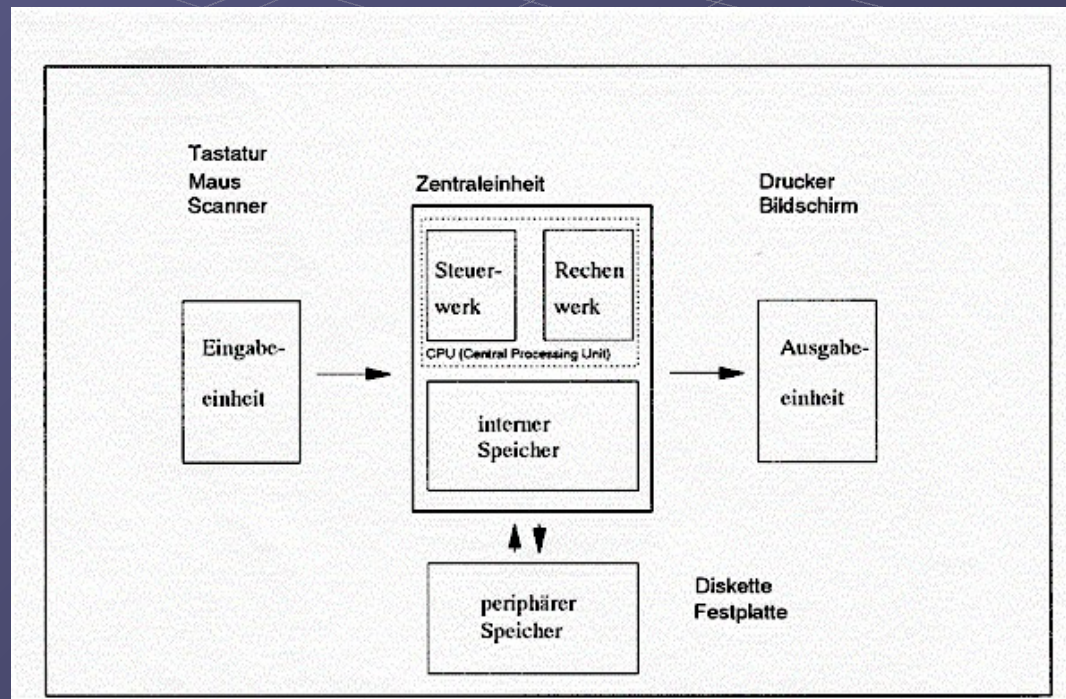 Tastatur
Maus
Scanner
Zentraleinheit
Drucker
Bildschirm
Steuer-
werk
Rechen
werk
CPU (Central Processing Unit)
Eingabe-
einheit
interner
Speicher
Ausgabe-
einheit
periphärer
Speicher
Diskette
Festplatte